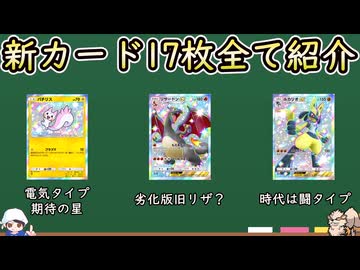 新カード17枚全て紹介
パチリス
リザードン
ルカリオ
電気タイプ
期待の星
劣化版旧リザ？
時代は闘タイプ